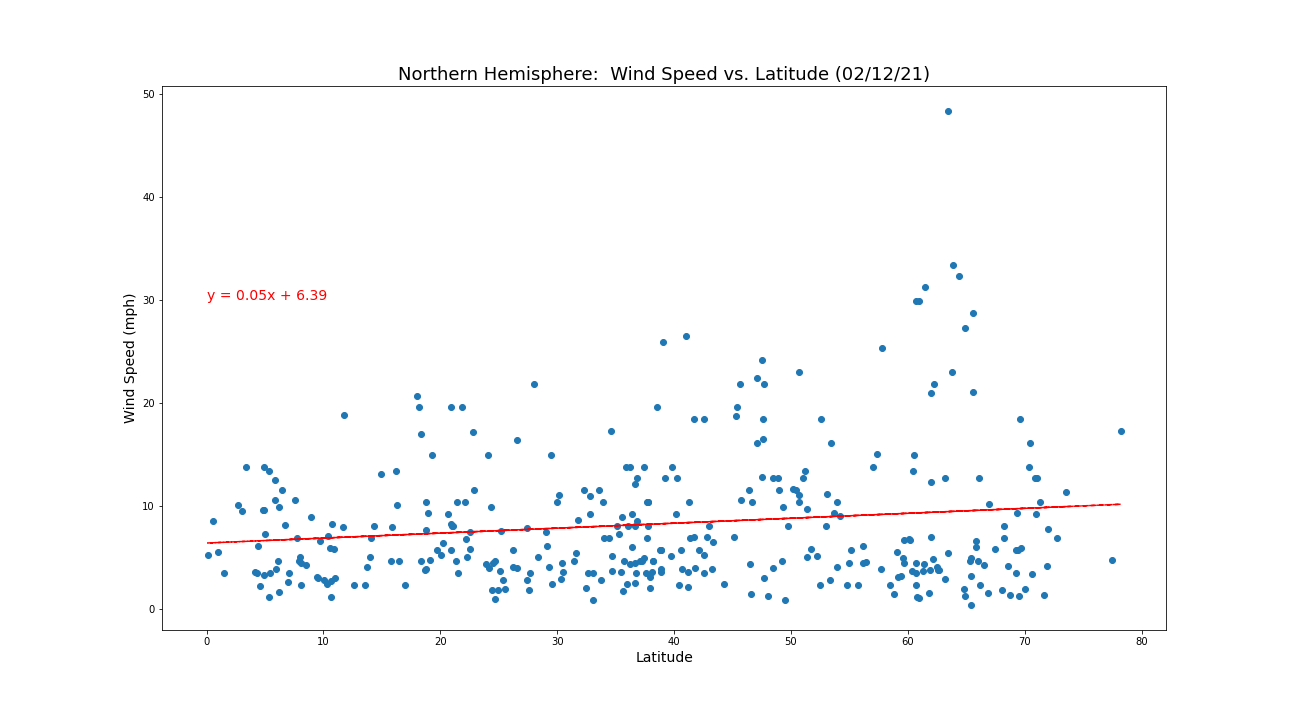 Northern Hemisphere:  Wind Speed vs. Latitude (02/12/21)
50
40
30
20
10
0
Wind Speed (mph)
y = 0.05x + 6.39
0 10 20 30 40 50 60 70 80
Latitude